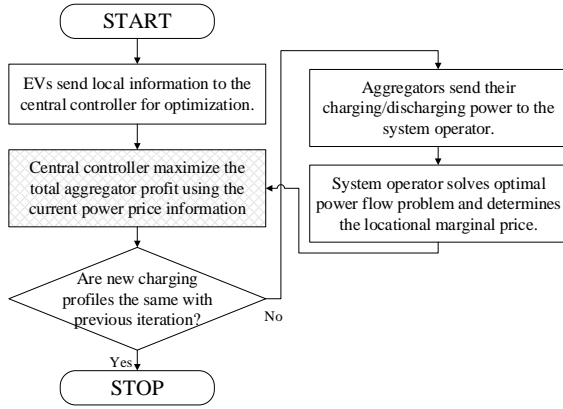 START
EVs send local information to the
central controller for optimization.
Central controller maximize the
total aggregator profit using the
current power price information
Are new charging
profiles the same with
previous iteration?
Yes
STOP
No
Aggregators send their
charging/discharging power to the
system operator.
System operator solves optimal
power flow problem and determines
the locational marginal price.